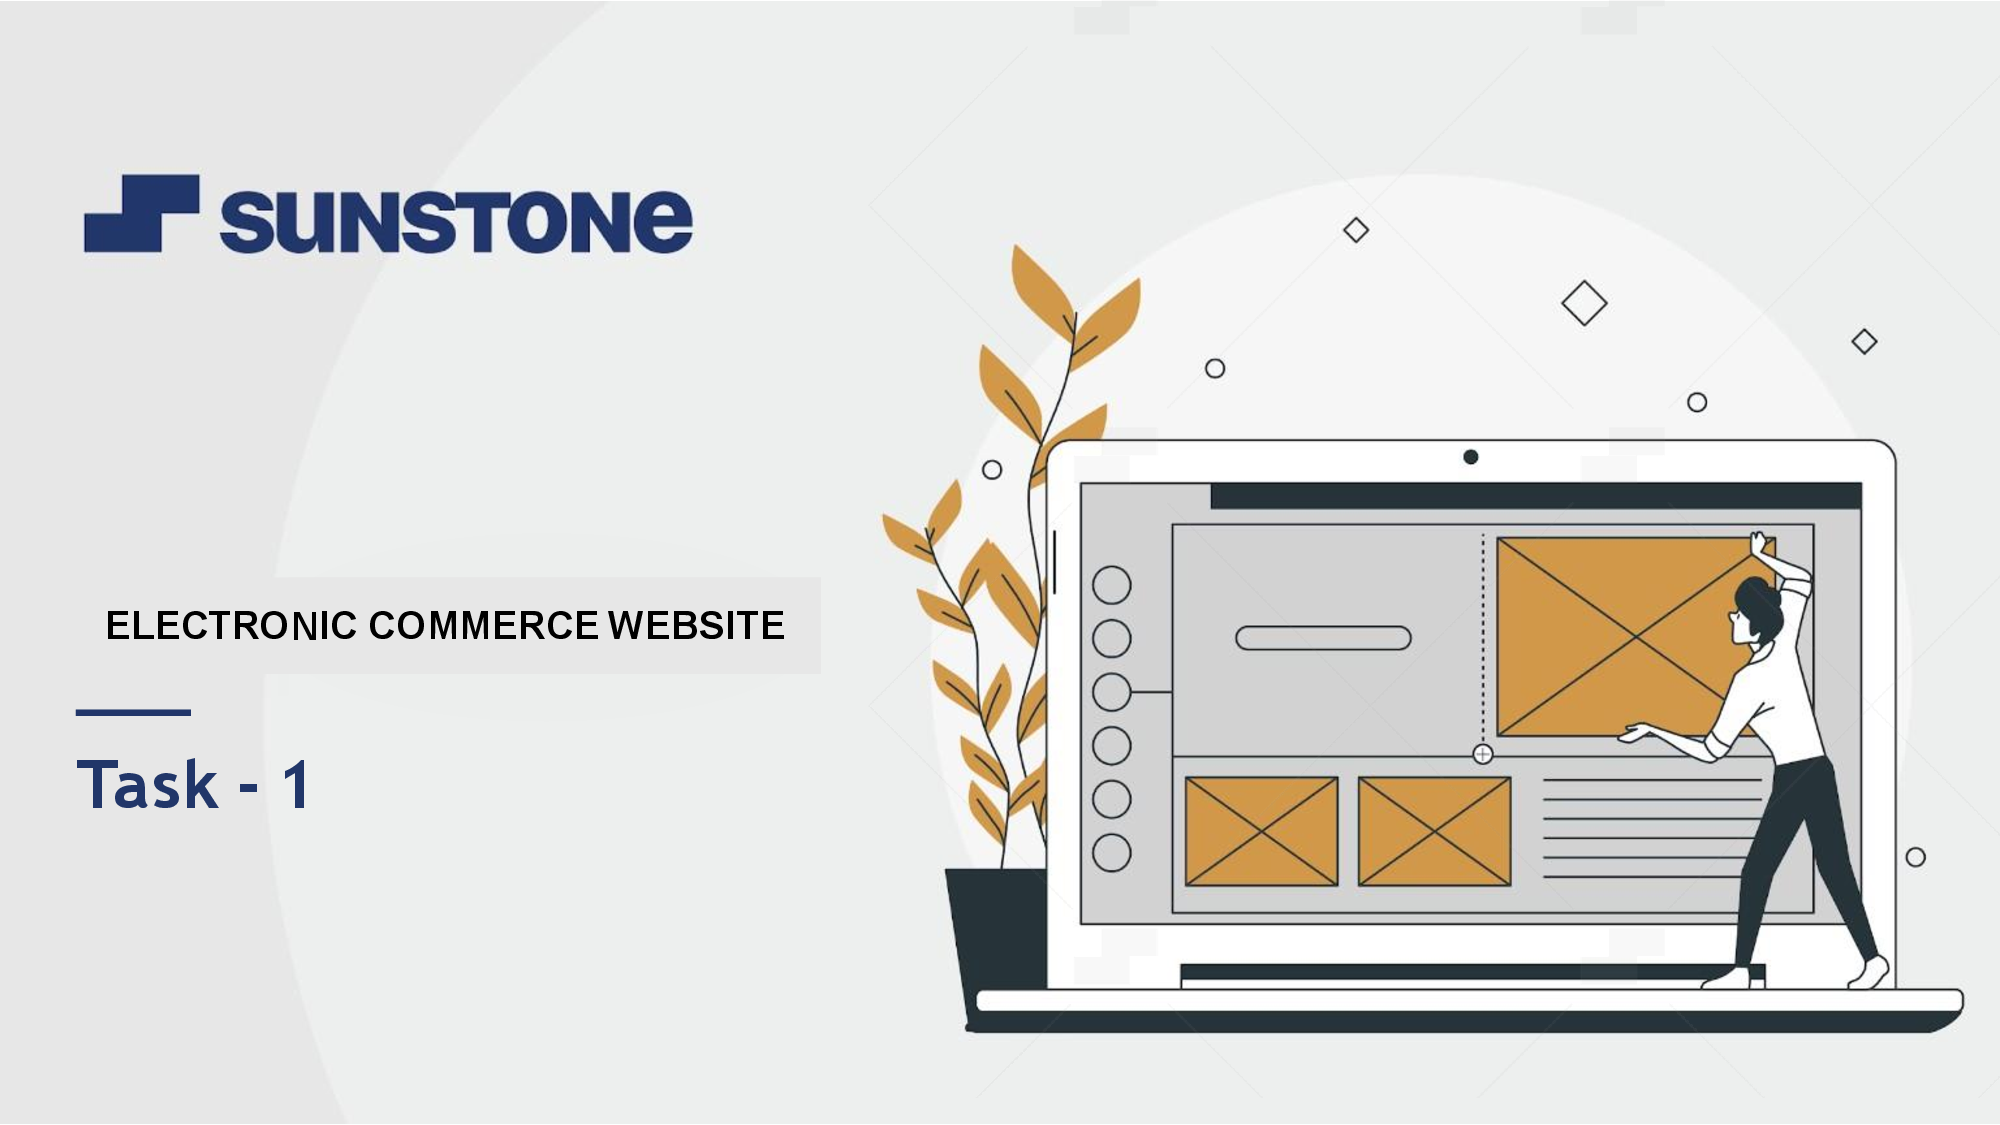 SUNSTONe
ELECTRONIC COMMERCE WEBSITE
Task - 1